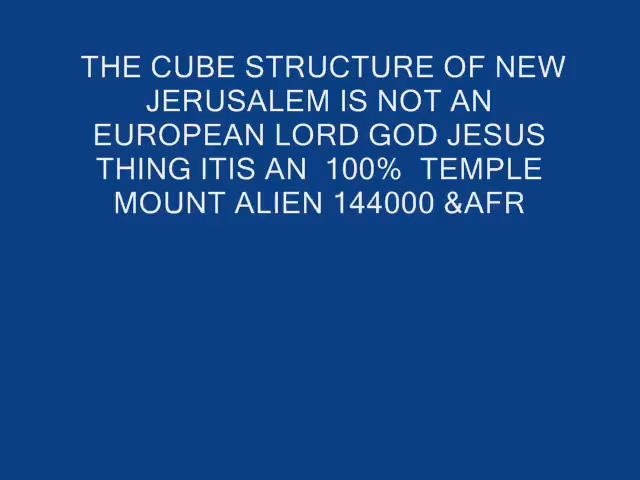 THE CUBE STRUCTURE OF NEW
JERUSALEM IS NOT AN
EUROPEAN LORD GOD JESUS
THING ITIS AN  100%  TEMPLE
MOUNT ALIEN 144000 &AFR